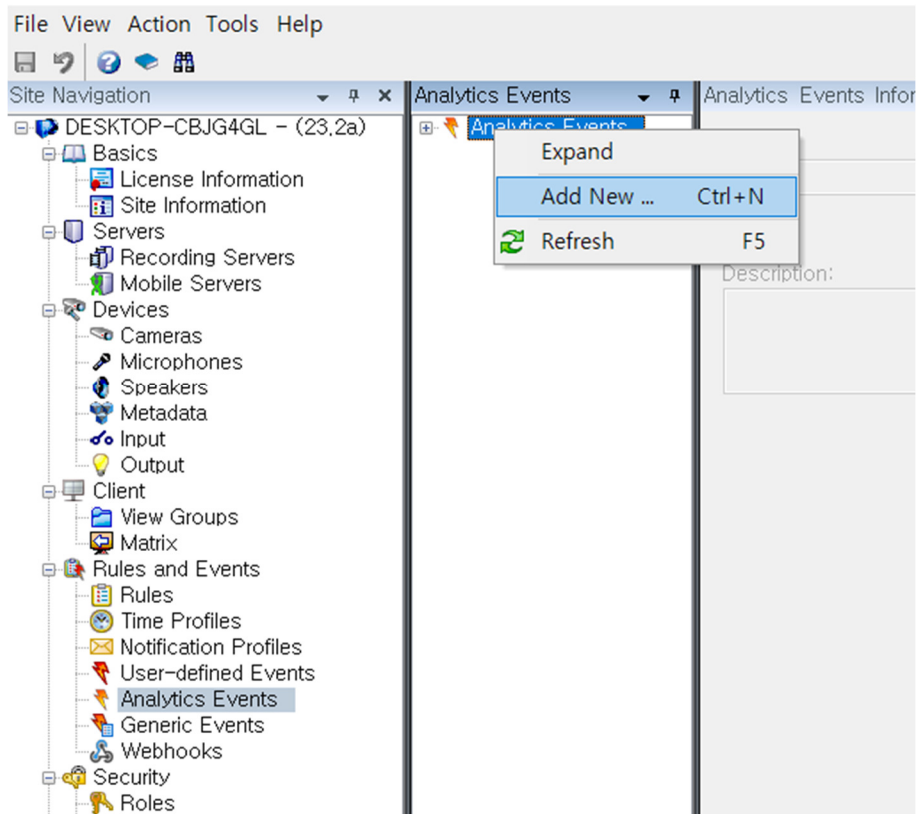 File View Action Tools Help
Site Navigation
DESKTOP-CBJG4GL - (23,2a)
Basics
License Information
Site Information
Servers
Recording Servers
Mobile Servers
Devices
Cameras
Microphones
Speakers
Metadata
Input
Output
Client
View Groups
Matrix
Rules and Events
Rules
Time Profiles
Notification Profiles
User-defined Events
Analytics Events
Generic Events
Webhooks
Security
Roles
Analytics Events
Analytics Events
Expand
Add New ... Ctrl+N
Refresh F5
Analytics Events Infor
Description: